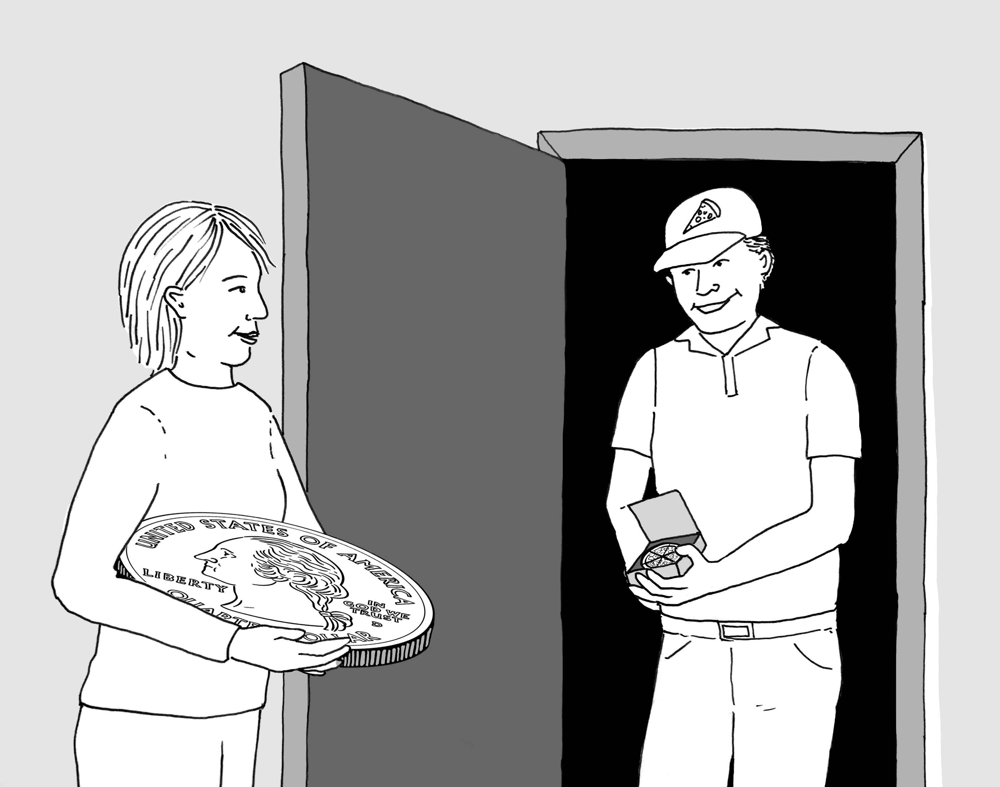 UNITED STATES OF AMERICA
LIBERTY
IN
GOD WE
TRUST
D